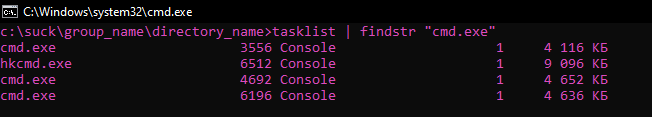 C:\Windows\system32\cmd.exe
c:\suck\group_name\directory_name>tasklist | findstr "cmd.exe"
cmd.exe 3556 Console 1 4 116 КБ
hkcmd.exe 6512 Console 1 9 096 КБ
cmd.exe 4692 Console 1 4 652 КБ
cmd.exe 6196 Console 1 4 636 КБ